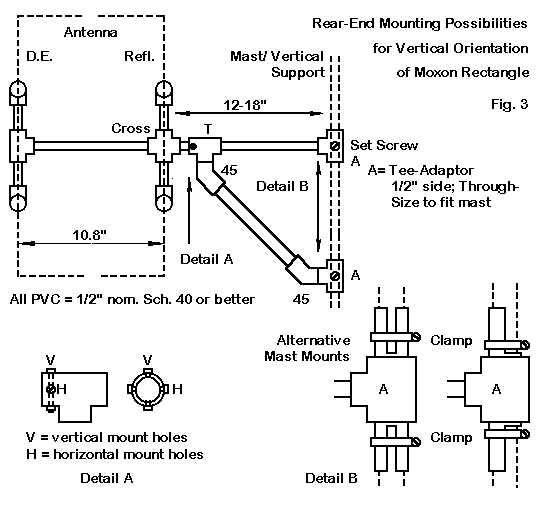 Rear-End Mounting Possibilities
for Vertical Orientation
of Moxon Rectangle
Fig. 3
Antenna
D.E.
Refl.
Mast/ Vertical
Support
12-18"
Cross
T
Set Screw
A
A= Tee-Adaptor
1/2" side; Through-
Size to fit mast
45
Detail B
10.8"
Detail A
A
45
All PVC = 1/2" nom. Sch. 40 or better
Alternative
Mast Mounts
Clamp
V
H
V
H
A
A
V = vertical mount holes
H = horizontal mount holes
Clamp
Detail A
Detail B